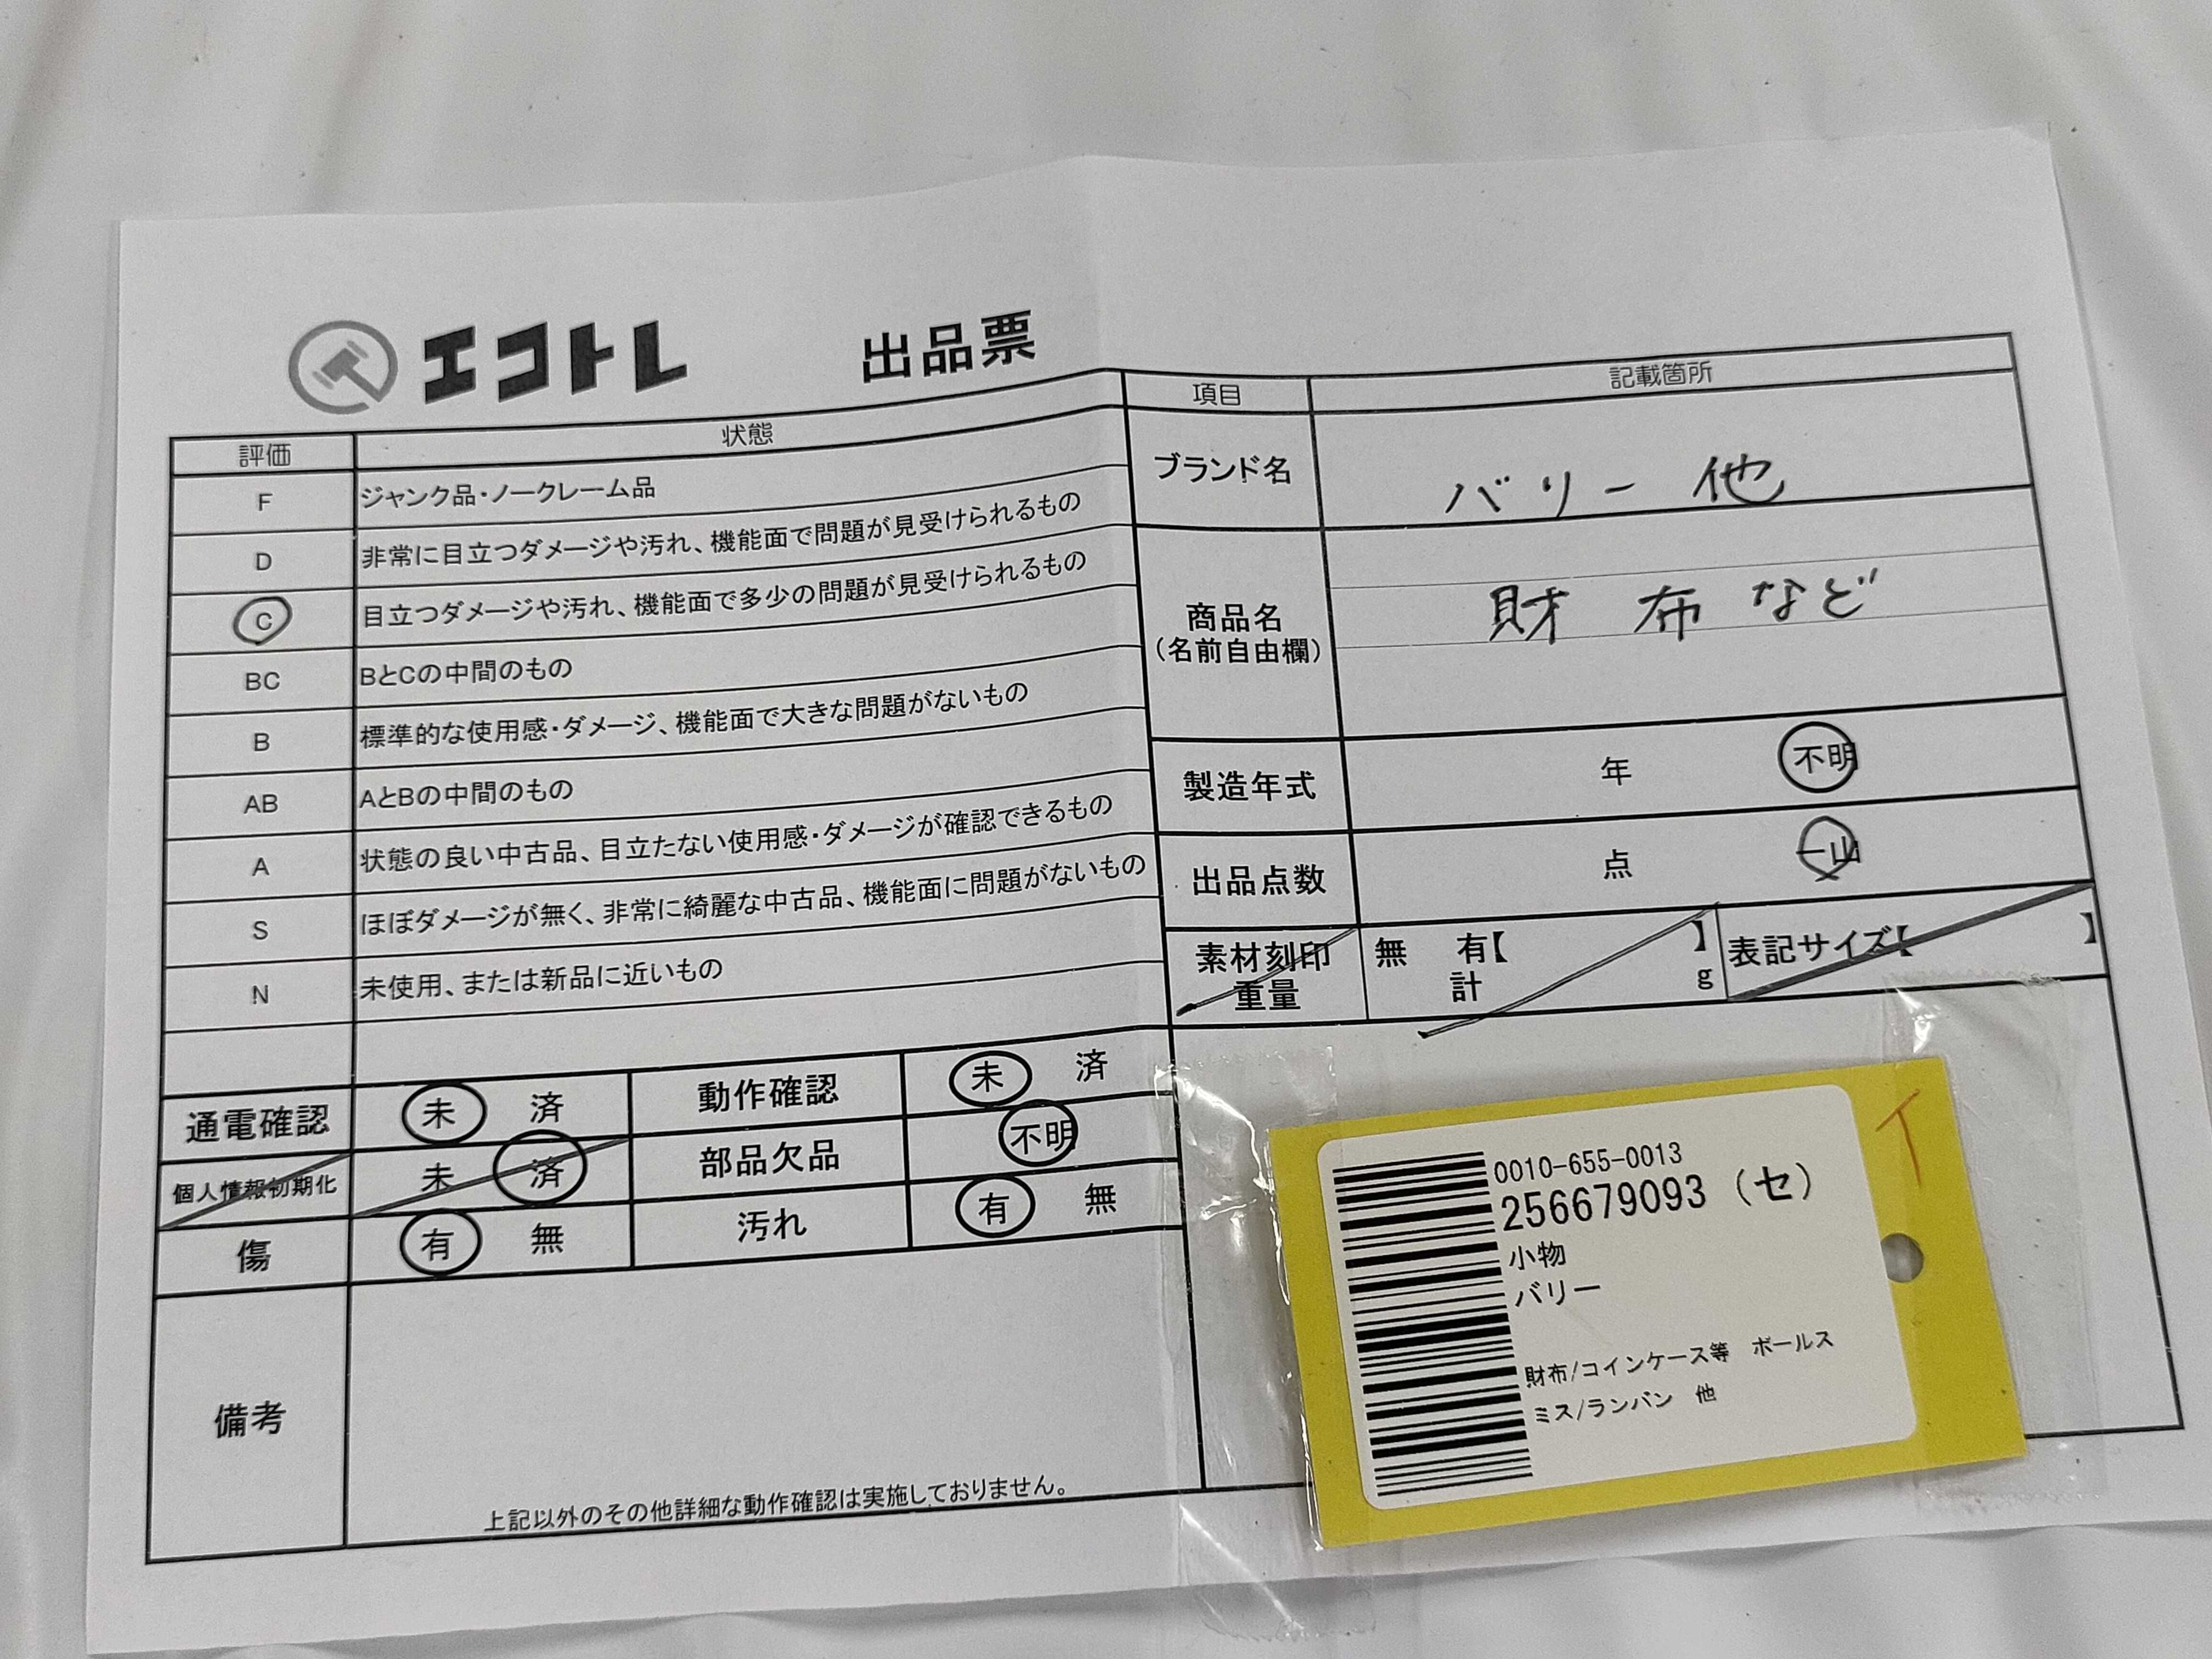 エコトレ 出品票
評価 状態
F ジャンク品・ノークレーム品
D 非常に目立つダメージや汚れ、機能面で問題が見受けられるもの
C 目立つダメージや汚れ、機能面で多少の問題が見受けられるもの
BC BとCの中間のもの
B 標準的な使用感・ダメージ、機能面で大きな問題がないもの
AB AとBの中間のもの
A 状態の良い中古品、目立たない使用感・ダメージが確認できるもの
S ほぼダメージが無く、非常に綺麗な中古品、機能面に問題がないもの
N 未使用、または新品に近いもの
通電確認 未 済 動作確認 未 済
個人情報初期化 未 済 部品欠品 不明
傷 有 無 汚れ 有 無
備考
上記以外のその他詳細な動作確認は実施しておりません。
項目 記載箇所
ブランド名 バリー 他
商品名
(名前自由欄)
財布など
製造年式 年 不明
出品点数 点 一山
素材刻印 無 有【 】 表記サイズ【 】
重量 計 g
イ
0010-655-0013
256679093 (セ)
小物
バリー
財布/コインケース等 ポールス
ミス/ランバン 他